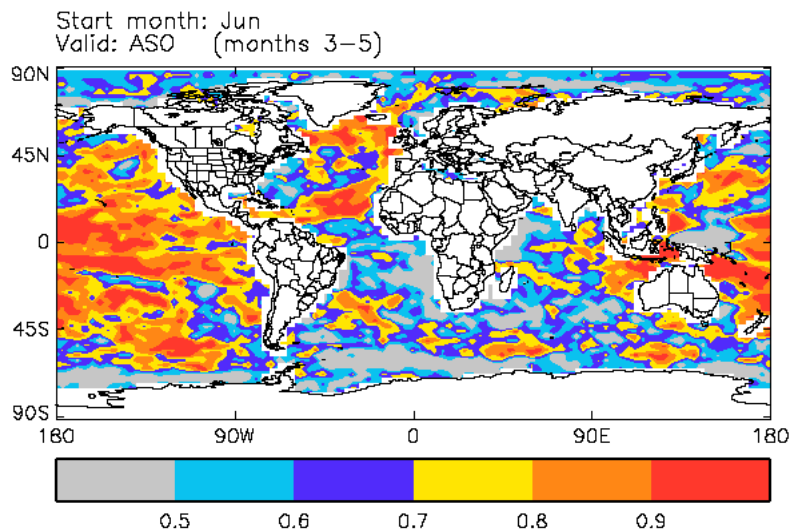 Start month: Jun
Valid: ASO (months 3-5)
90N
45N
0
45S
90S
180 90W 0 90E 180
0.5 0.6 0.7 0.8 0.9